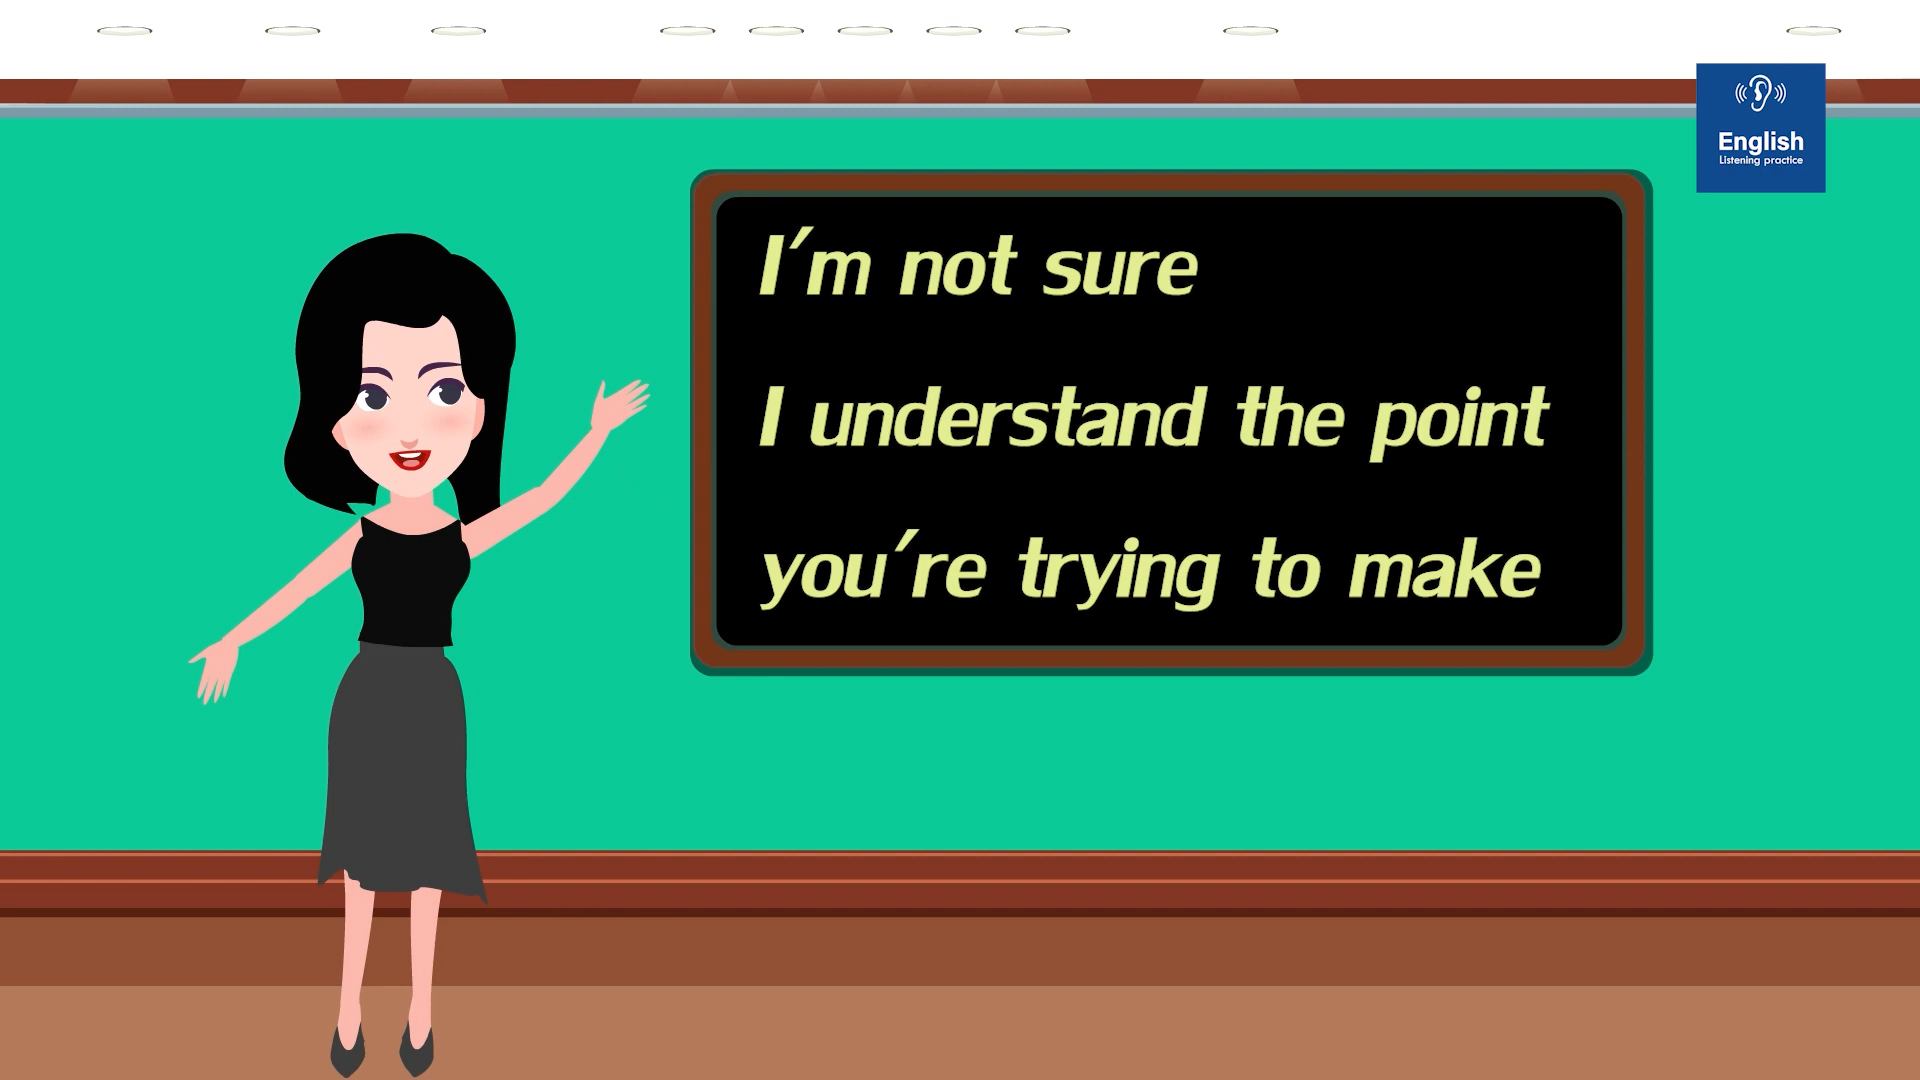 English
Listening practice
I'm not sure
I understand the point
you're trying to make